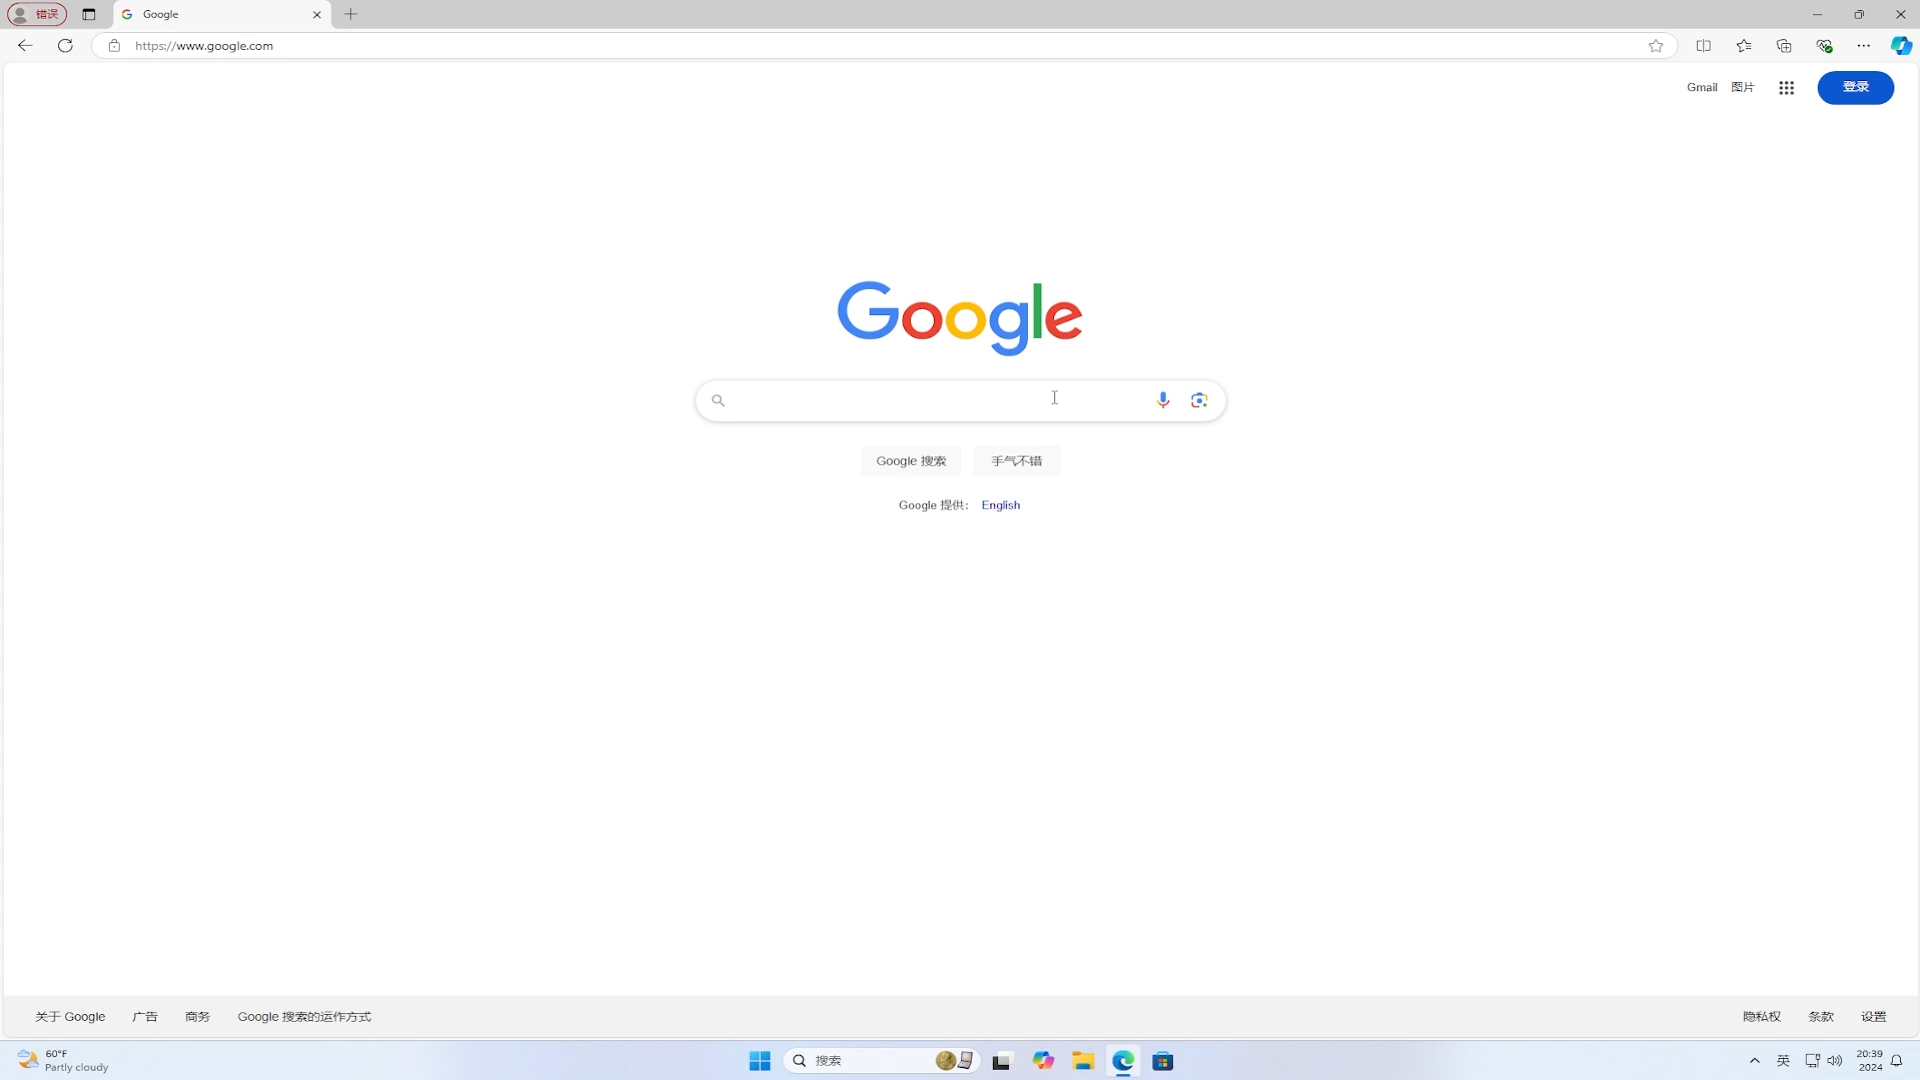 错误
Google
https://www.google.com
Gmail 图片
登录
Google
Google 搜索 手气不错
Google 提供： English
关于 Google 广告 商务 Google 搜索的运作方式
隐私权 条款 设置
60°F
Partly cloudy
搜索
英
20:39
2024